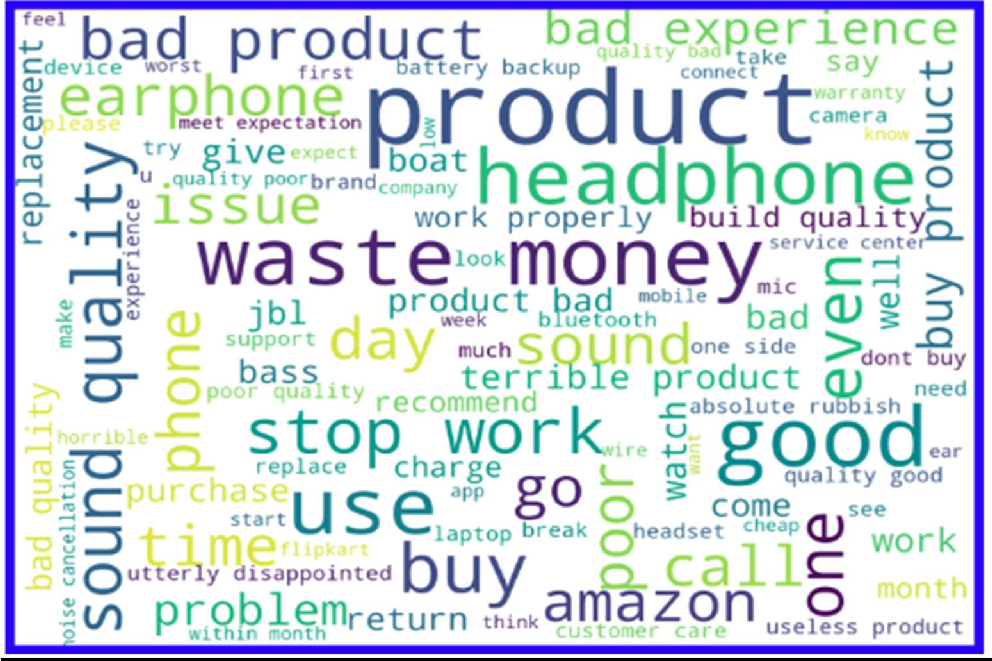 feel
bad product
bad experience
quality bad
take
device
worst
first
battery backup
connect
say
replacement
earphone
product
warranty
please
meet expectation
low
camera
know
try
give
expect
boat
headphone
product
u
quality poor
brand
company
issue
work properly
build quality
experience
waste money
look
service center
sound quality
product bad
mobile
mic
well
make
jbl
week
bluetooth
bad
even
buy
support
day
much
sound
one side
dont buy
phone
bass
terrible product
need
poor quality
recommend
absolute rubbish
bad quality
horrible
stop work
wire
want
watch
good
ear
replace
charge
quality good
noise cancellation
purchase
use
app
go
poor
come
see
start
laptop
break
headset
cheap
one
work
time
flipkart
utterly disappointed
buy
call
month
problem
return
think
amazon
within month
customer care
useless product